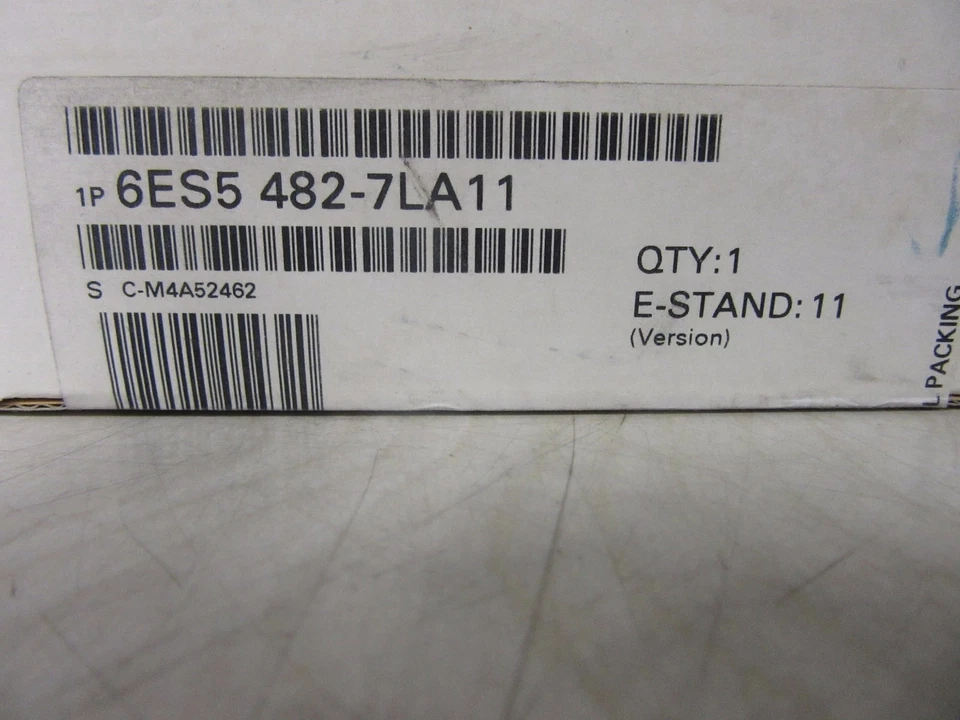 1P 6ES5 482-7LA11
S C-M4A52462
QTY: 1
E-STAND: 11
(Version)
L PACKING